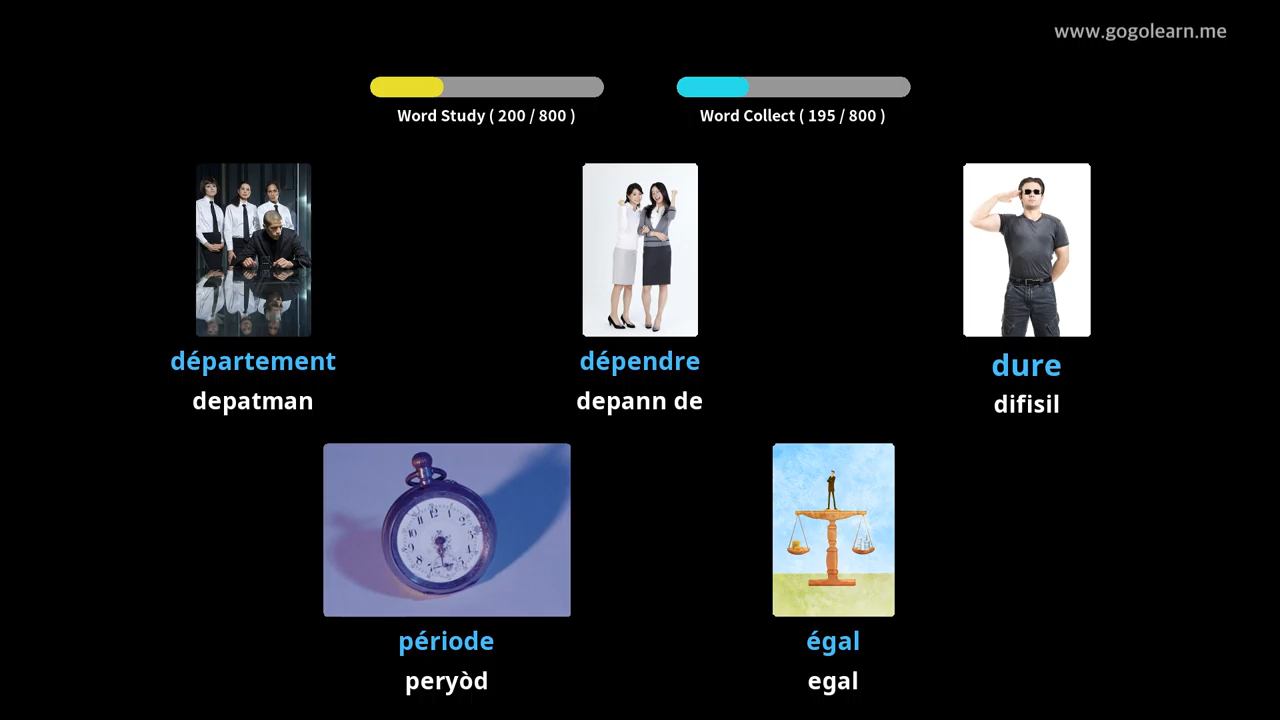 www.gogolearn.me
Word Study ( 200 / 800 )
Word Collect ( 195 / 800 )
département
depatman
dépendre
depann de
dure
difisil
période
peryòd
égal
egal